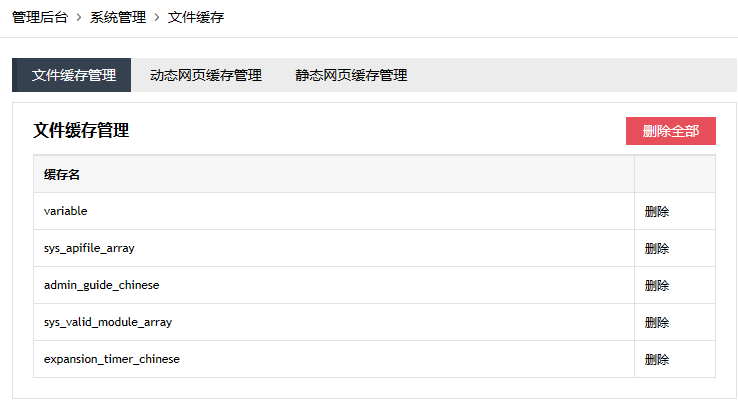 管理后台 > 系统管理 > 文件缓存
文件缓存管理 动态网页缓存管理 静态网页缓存管理
文件缓存管理 删除全部
缓存名
variable 删除
sys_apifile_array 删除
admin_guide_chinese 删除
sys_valid_module_array 删除
expansion_timer_chinese 删除